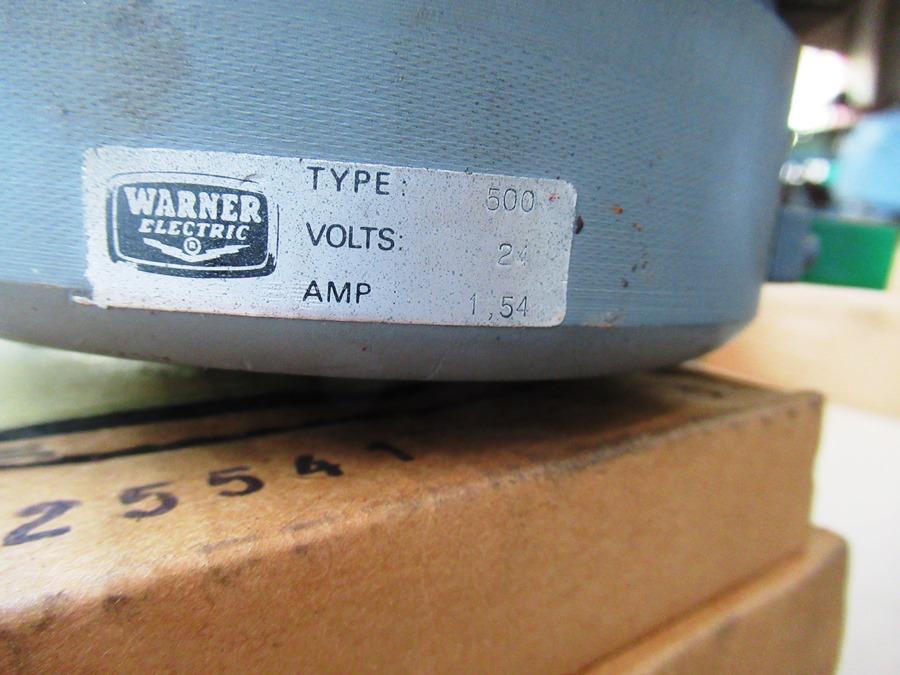 WARNER
ELECTRIC
®
TYPE: 500
VOLTS: 24
AMP 1,54
25541